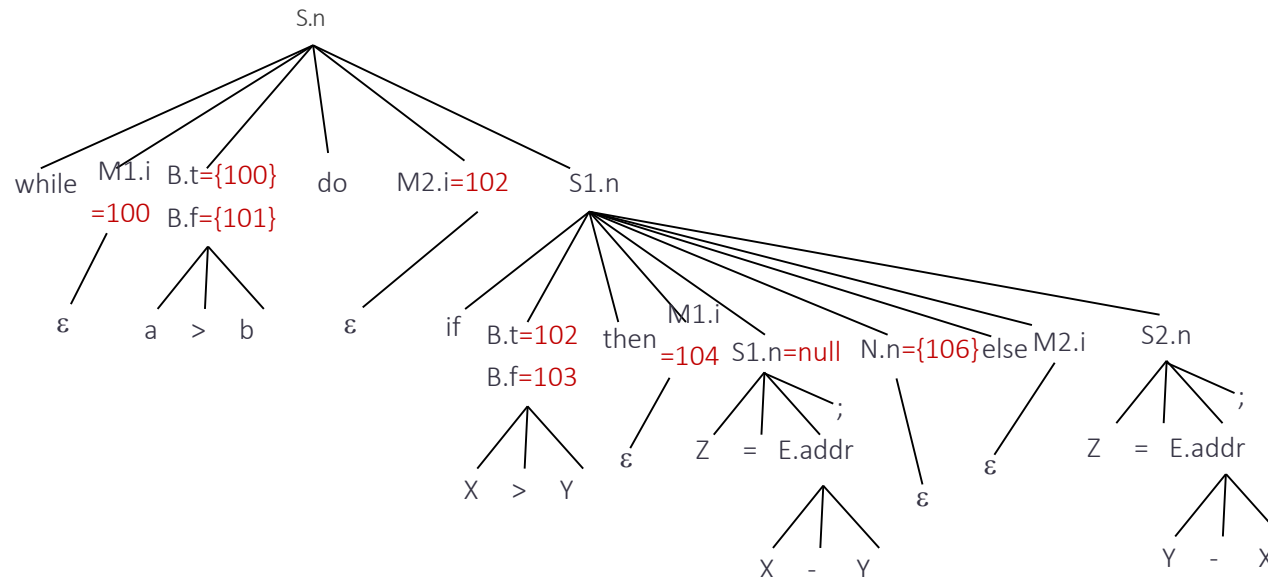 S.n
while
M1.i
=100
B.t={100}
B.f={101}
do
M2.i=102
S1.n
ε
a > b
ε
if
B.t=102
B.f=103
then
M1.i
=104
S1.n=null
N.n={106}
else
M2.i
S2.n
X > Y
ε
Z = E.addr ;
ε
ε
Z = E.addr ;
X - Y
Y - X